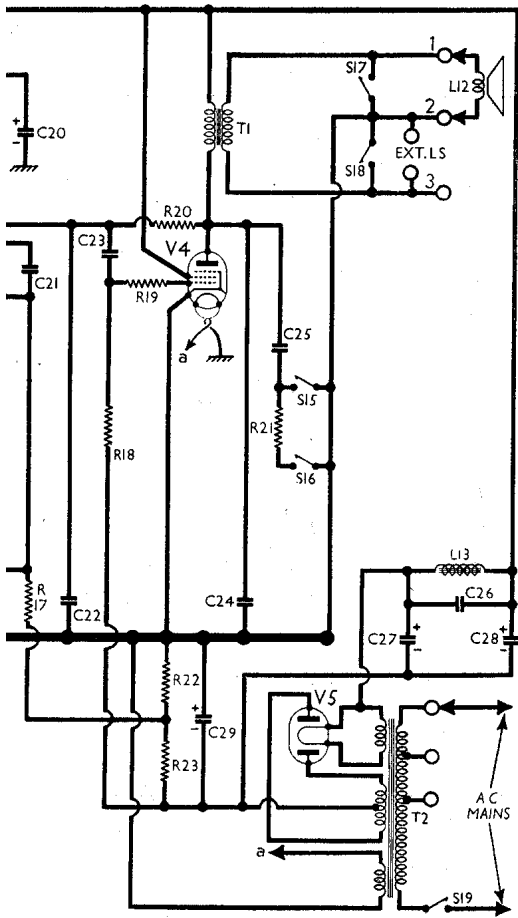 1
S17
L12
+
C20
-
T1
2
S18
EXT.LS
3
R20
C23
V4
C21
R19
a
C25
S15
R21
R18
S16
L13
R
17
C22
C24
C26
C27
+
-
+
C28
-
R22
+
C29
-
V5
R23
T2
AC
MAINS
a
S19